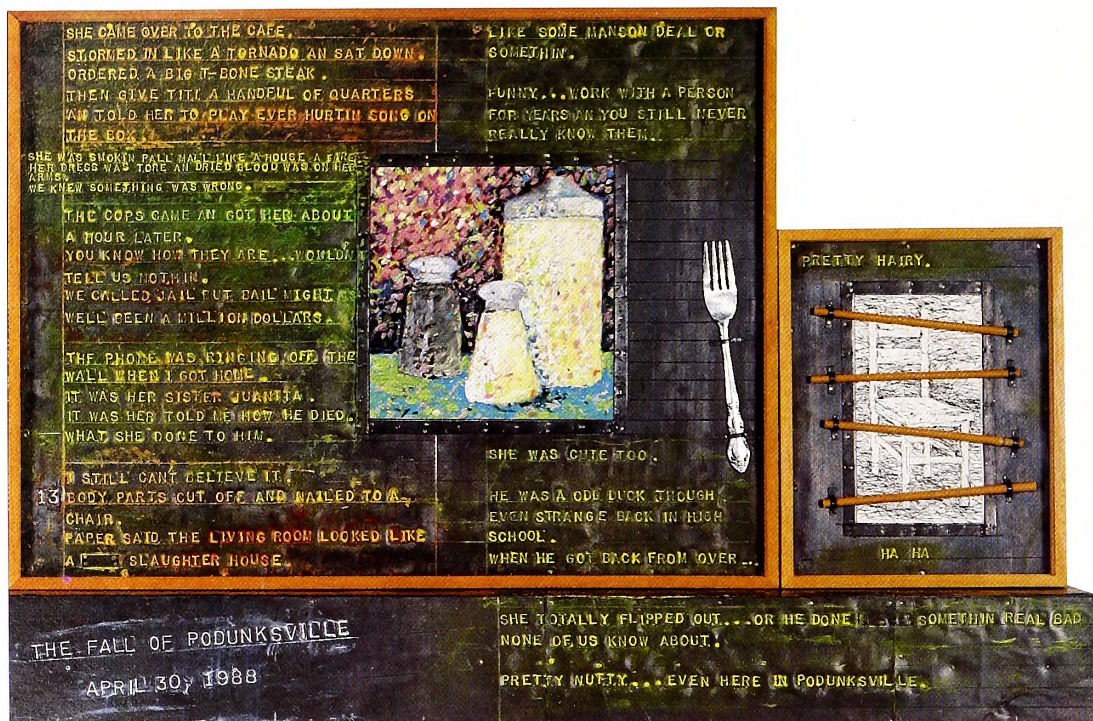 SHE CAME OVER TO THE CAFE.
STORMED IN LIKE A TORNADO AN SAT DOWN.
ORDERED A BIG T-BONE STEAK.
THEN GIVE TITI A HANDFUL OF QUARTERS
AN TOLD HER TO PLAY EVER HURTIN SONG ON
THE BOX.
SHE WAS SMOKIN PALL MALL LIKE A HOUSE A FIRE
HER DRESS WAS TORE AN DRIED BLOOD WAS ON HER
ARMS.
WE KNEW SOMETHING WAS WRONG.
THE COPS CAME AN GOT HER ABOUT
A HOUR LATER.
YOU KNOW HOW THEY ARE...WOULDN
TELL US NOTHIN.
WE CALLED JAIL BUT BAIL MIGHT
WELL BEEN A MILLION DOLLARS.
THE PHONE WAS RINGING OFF THE
WALL WHEN I GOT HOME.
IT WAS HER SISTER JUANITA.
IT WAS HER TOLD ME HOW HE DIED.
WHAT SHE DONE TO HIM.
I STILL CANT BELIEVE IT.
13 BODY PARTS CUT OFF AND NAILED TO A
CHAIR.
PAPER SAID THE LIVING ROOM LOOKED LIKE
A SLAUGHTER HOUSE.
LIKE SOME MANSON DEAL OR
SOMETHIN.
FUNNY...WORK WITH A PERSON
FOR YEARS AN YOU STILL NEVER
REALLY KNOW THEM.
SHE WAS CUTE TOO.
HE WAS A ODD DUCK THOUGH
EVEN STRANGE BACK IN HIGH
SCHOOL.
WHEN HE GOT BACK FROM OVER...
SHE TOTALLY FLIPPED OUT...OR HE DONE SOMETHIN REAL BAD
NONE OF US KNOW ABOUT.
PRETTY NUTTY...EVEN HERE IN PODUNKSVILLE.
PRETTY HAIRY.
HA HA
THE FALL OF PODUNKSVILLE
APRIL 30, 1988